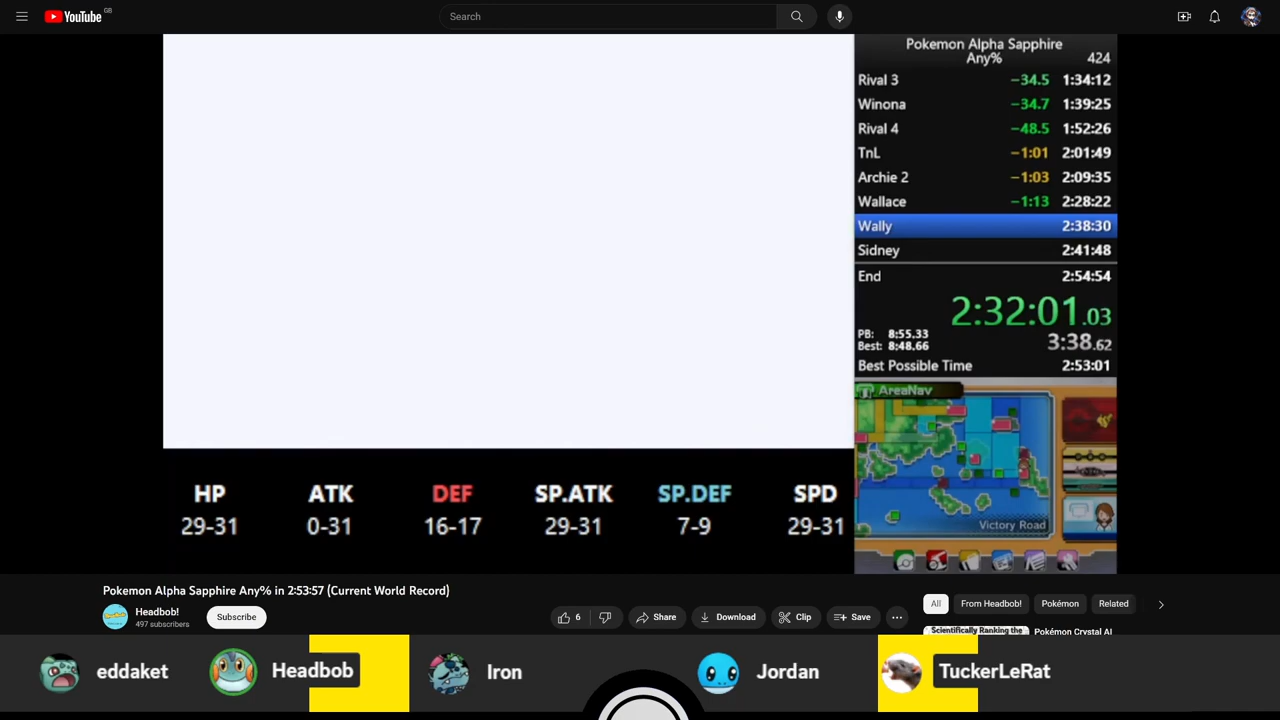 YouTube GB
Search
Pokemon Alpha Sapphire
Any% 424
Rival 3 −34.5 1:34:12
Winona −34.7 1:39:25
Rival 4 −48.5 1:52:26
TnL −1:01 2:01:49
Archie 2 −1:03 2:09:35
Wallace −1:13 2:28:22
Wally 2:38:30
Sidney 2:41:48
End 2:54:54
2:32:01.03
PB: 8:55.33
Best: 8:48.66
3:38.62
Best Possible Time 2:53:01
AreaNav
Victory Road
HP ATK DEF SP.ATK SP.DEF SPD
29-31 0-31 16-17 29-31 7-9 29-31
Pokemon Alpha Sapphire Any% in 2:53:57 (Current World Record)
Headbob!
497 subscribers
Subscribe
6
Share
Download
Clip
Save
All
From Headbob!
Pokémon
Related
Scientifically Ranking the
Pokémon Crystal AI
eddaket
Headbob
Iron
Jordan
TuckerLeRat